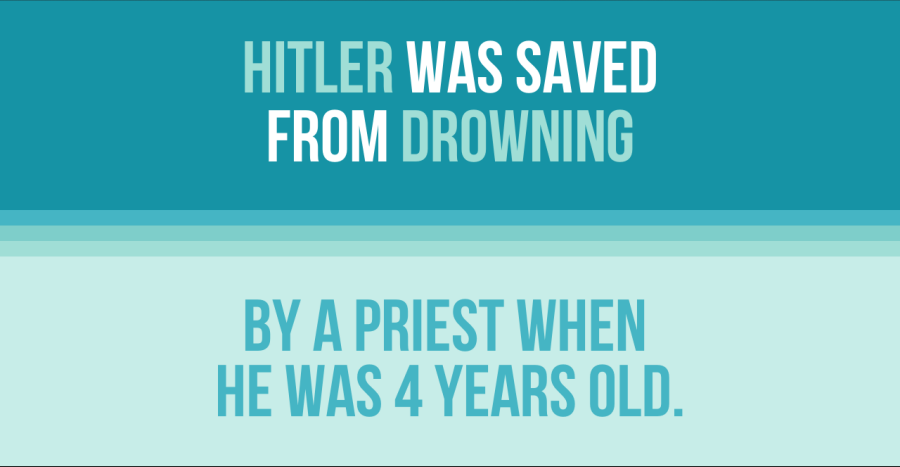 HITLER WAS SAVED
FROM DROWNING
BY A PRIEST WHEN
HE WAS 4 YEARS OLD.